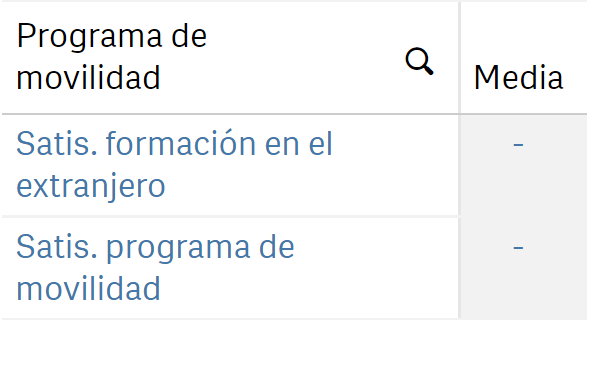 Programa de
movilidad
Media
Satis. formación en el
extranjero
-
Satis. programa de
movilidad
-